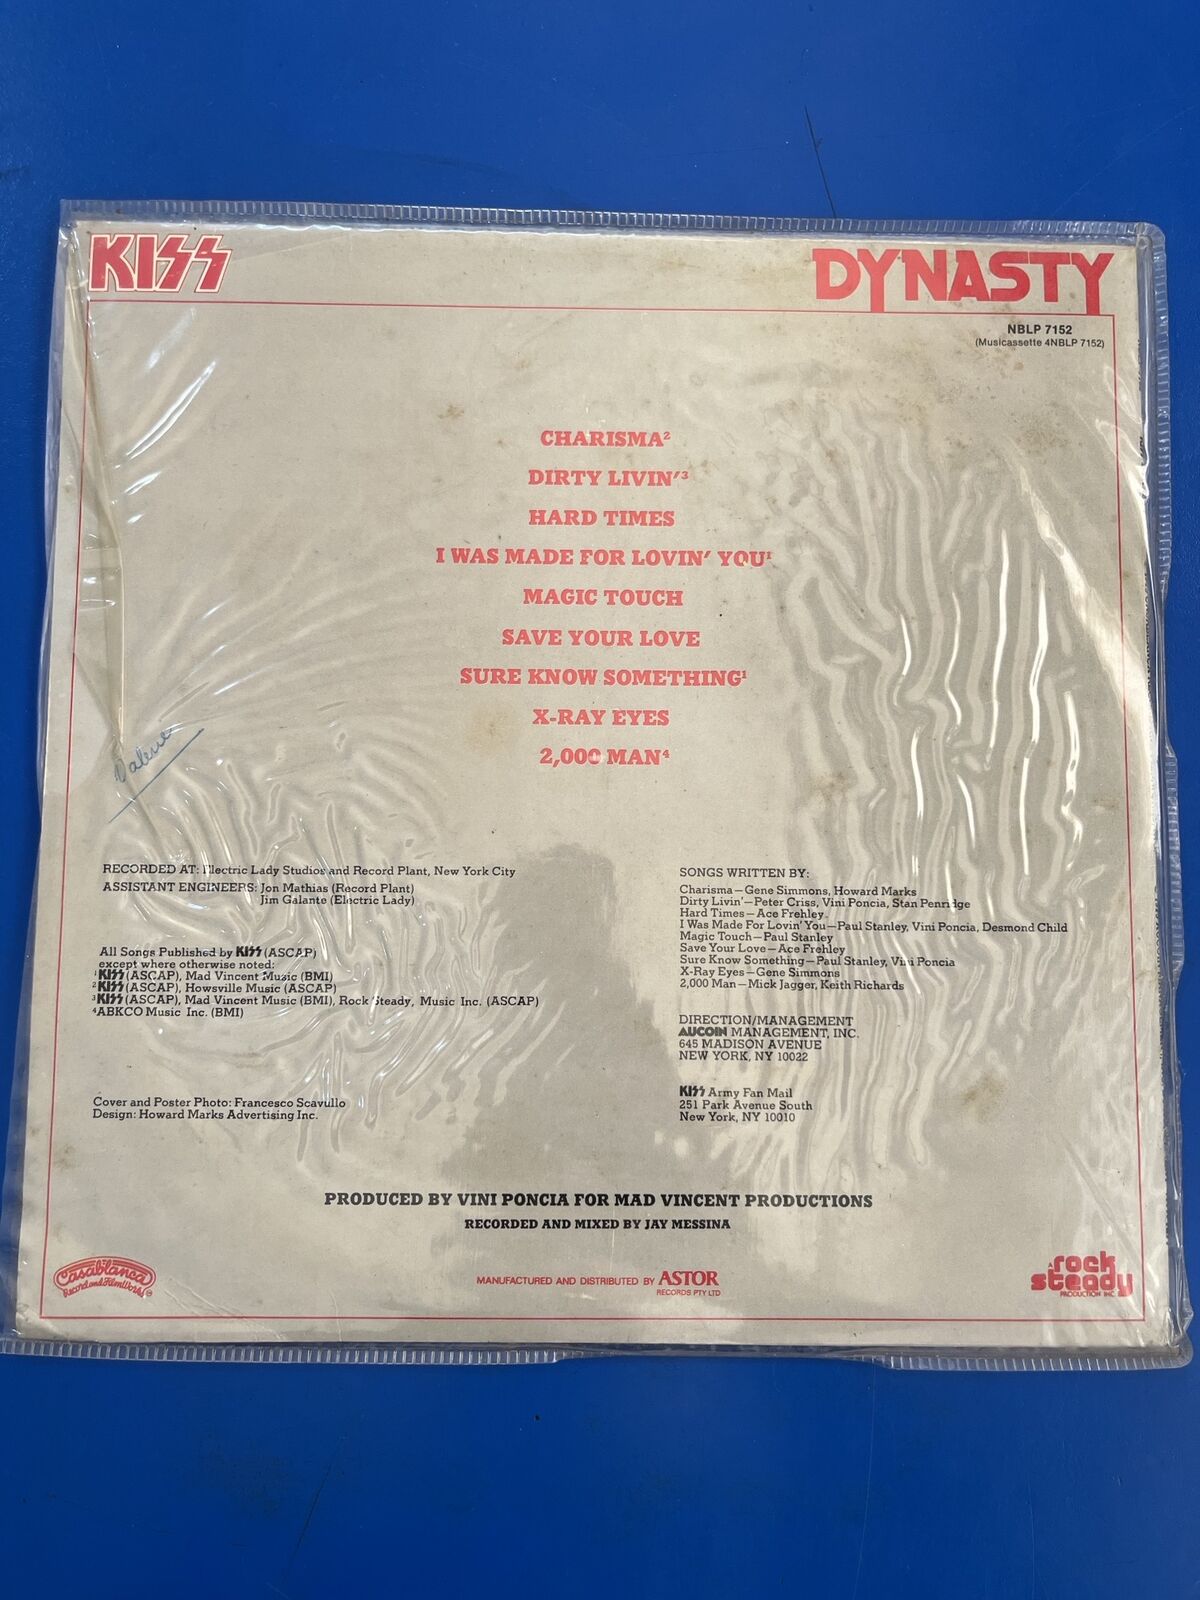 KISS
DYNASTY
NBLP 7152
(Musicassette 4NBLP 7152)
CHARISMA²
DIRTY LIVIN'³
HARD TIMES
I WAS MADE FOR LOVIN' YOU¹
MAGIC TOUCH
SAVE YOUR LOVE
SURE KNOW SOMETHING¹
X-RAY EYES
2,000 MAN⁴
Valerie
RECORDED AT: Electric Lady Studios and Record Plant, New York City
ASSISTANT ENGINEERS: Jon Mathias (Record Plant)
Jim Galante (Electric Lady)
All Songs Published by KISS (ASCAP)
except where otherwise noted:
¹KISS (ASCAP), Mad Vincent Music (BMI)
²KISS (ASCAP), Howsville Music (ASCAP)
³KISS (ASCAP), Mad Vincent Music (BMI), Rock Steady, Music Inc. (ASCAP)
⁴ABKCO Music Inc. (BMI)
Cover and Poster Photo: Francesco Scavullo
Design: Howard Marks Advertising Inc.
SONGS WRITTEN BY:
Charisma—Gene Simmons, Howard Marks
Dirty Livin'—Peter Criss, Vini Poncia, Stan Penridge
Hard Times—Ace Frehley
I Was Made For Lovin' You—Paul Stanley, Vini Poncia, Desmond Child
Magic Touch—Paul Stanley
Save Your Love—Ace Frehley
Sure Know Something—Paul Stanley, Vini Poncia
X-Ray Eyes—Gene Simmons
2,000 Man—Mick Jagger, Keith Richards
DIRECTION/MANAGEMENT
AUCOIN MANAGEMENT, INC.
645 MADISON AVENUE
NEW YORK, NY 10022
KISS Army Fan Mail
251 Park Avenue South
New York, NY 10010
PRODUCED BY VINI PONCIA FOR MAD VINCENT PRODUCTIONS
RECORDED AND MIXED BY JAY MESSINA
Casablanca
Record and FilmWorks
MANUFACTURED AND DISTRIBUTED BY ASTOR
RECORDS PTY LTD
A rock
steady
PRODUCTION INC.